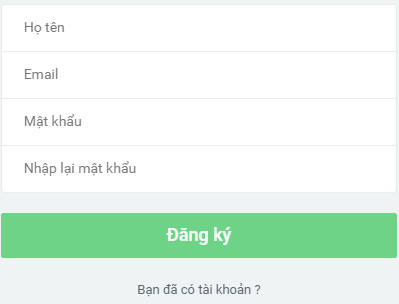 Họ tên
Email
Mật khẩu
Nhập lại mật khẩu
Đăng ký
Bạn đã có tài khoản ?